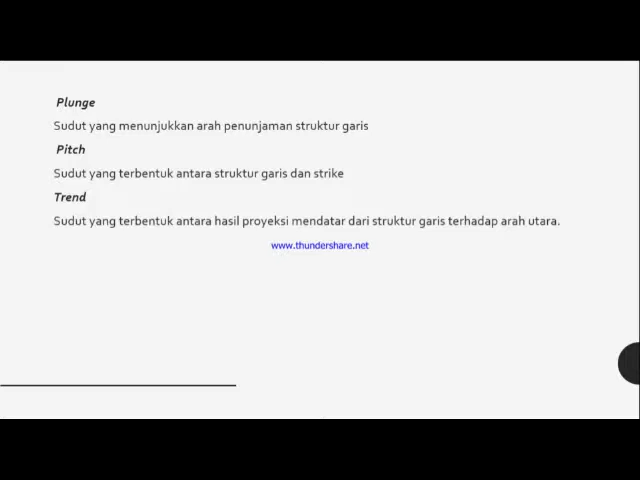 Plunge
Sudut yang menunjukkan arah penunjaman struktur garis
Pitch
Sudut yang terbentuk antara struktur garis dan strike
Trend
Sudut yang terbentuk antara hasil proyeksi mendatar dari struktur garis terhadap arah utara.
www.thundershare.net